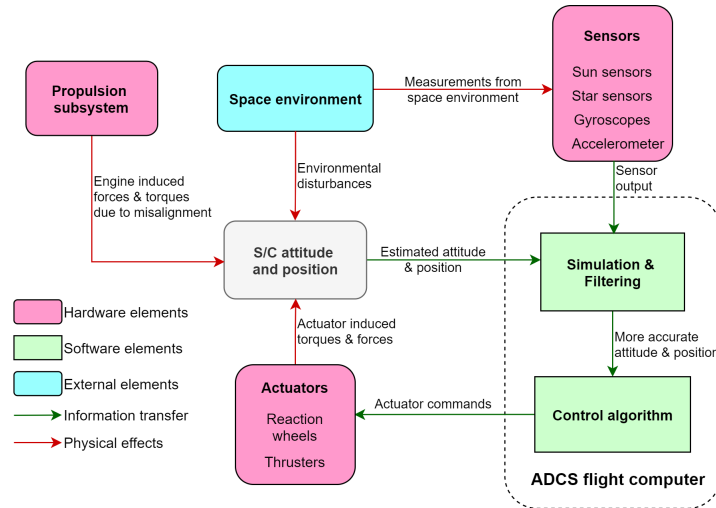 Sensors
Sun sensors
Star sensors
Gyroscopes
Accelerometer
Propulsion
subsystem
Space environment
Measurements from
space environment
Engine induced
forces & torques
due to misalignment
Environmental
disturbances
Sensor
output
S/C attitude
and position
Estimated attitude
& position
Simulation &
Filtering
Hardware elements
Software elements
External elements
Information transfer
Physical effects
Actuator induced
torques & forces
More accurate
attitude & position
Actuators
Reaction
wheels
Thrusters
Actuator commands
Control algorithm
ADCS flight computer